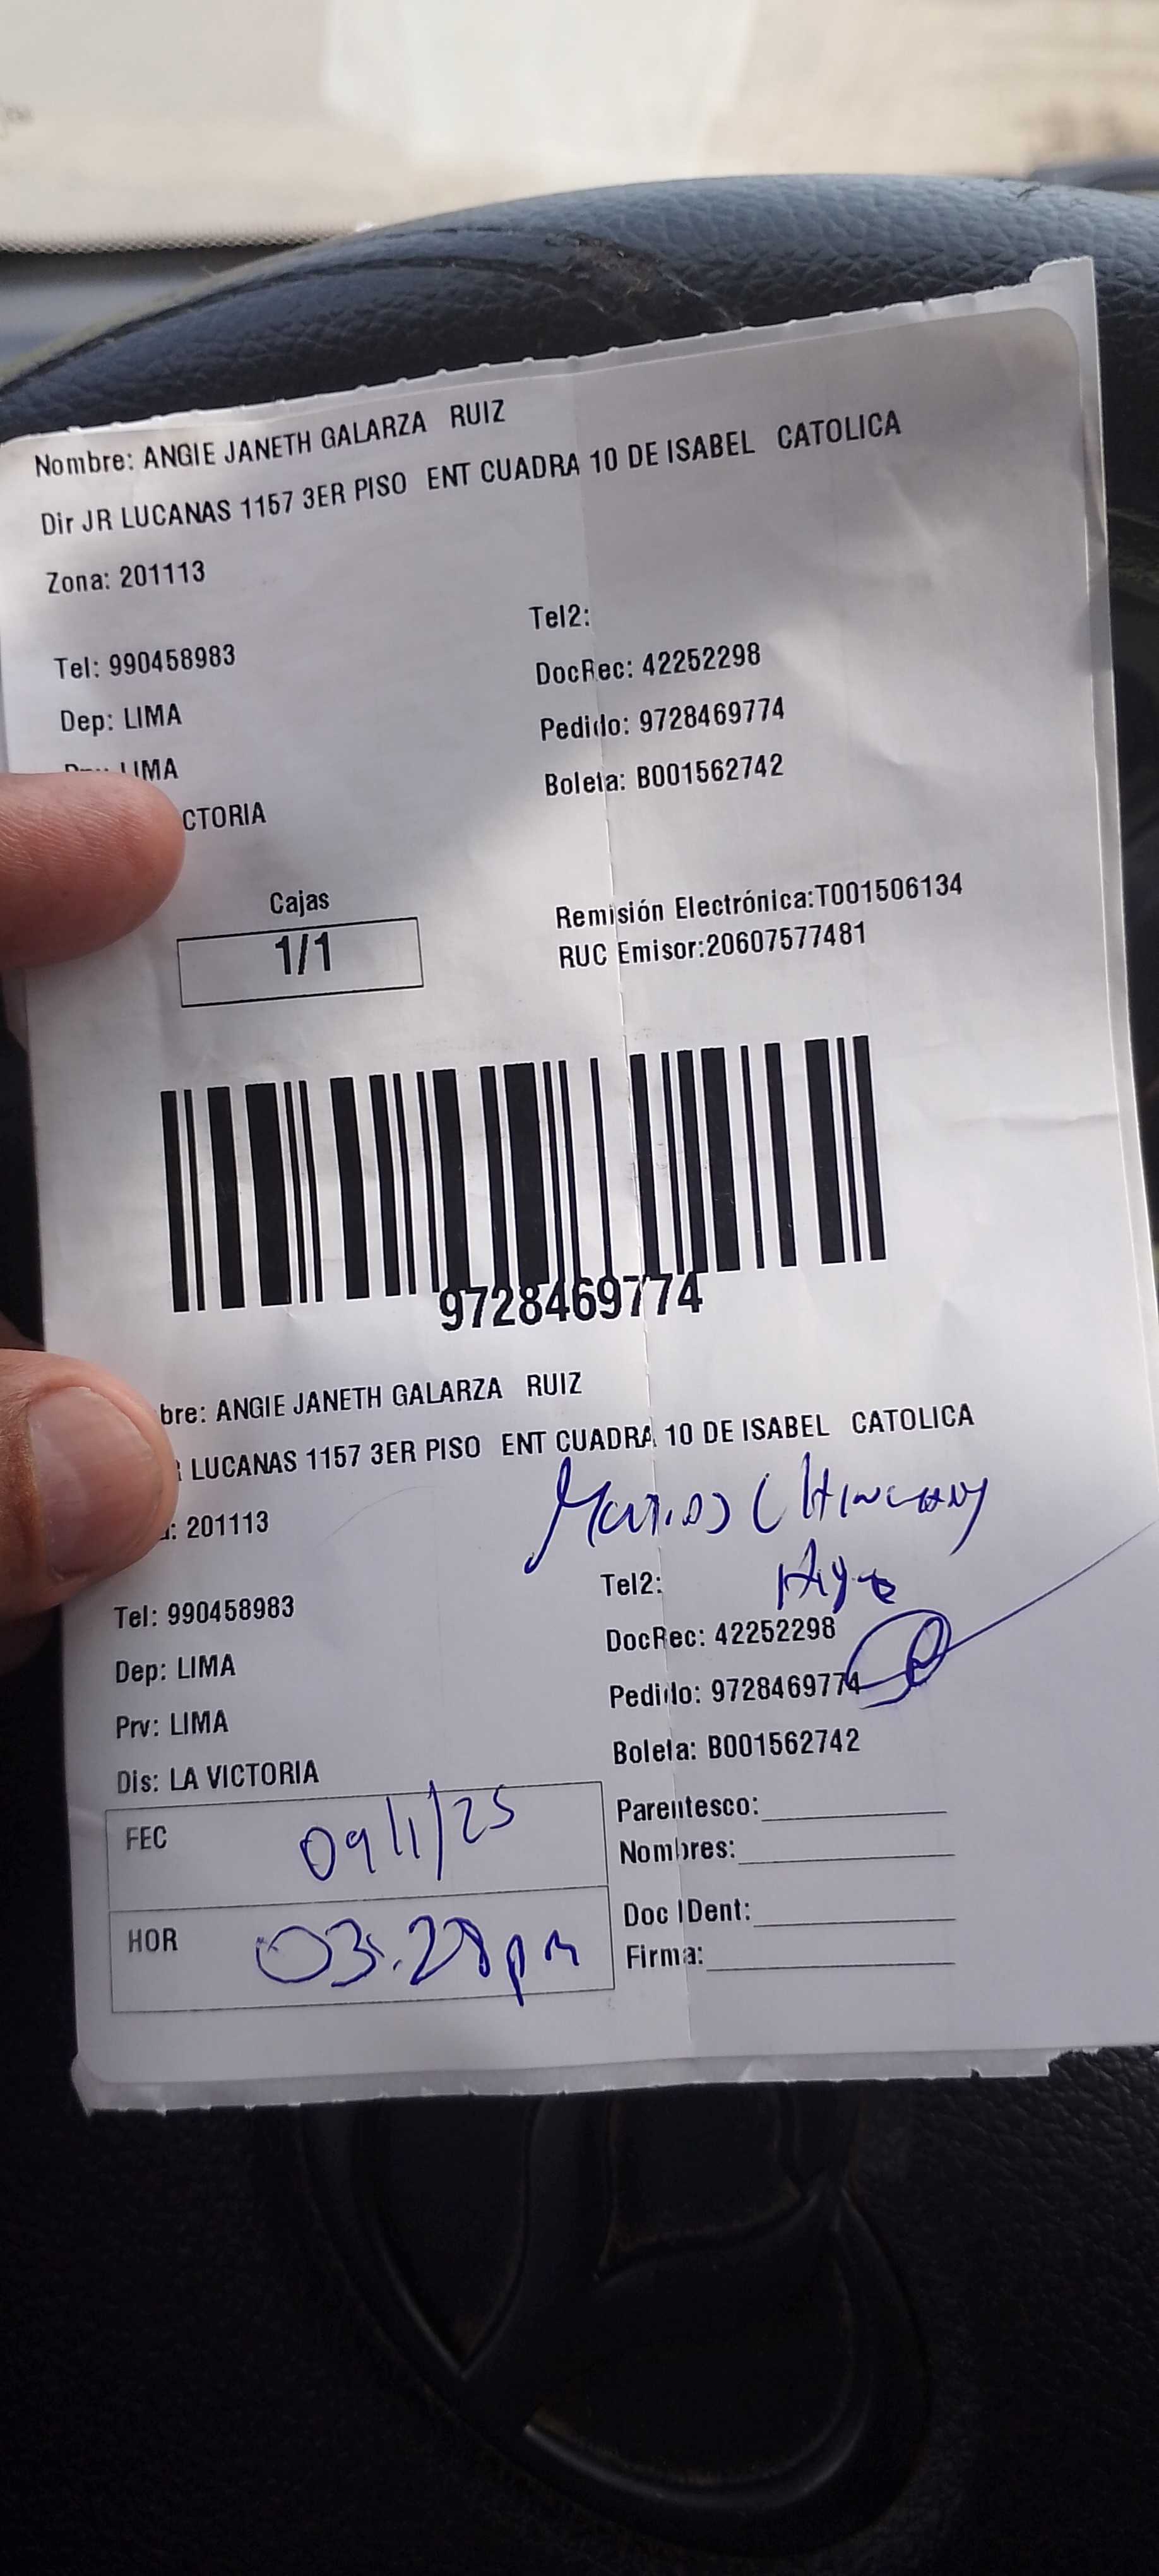 Nombre: ANGIE JANETH GALARZA RUIZ
Dir JR LUCANAS 1157 3ER PISO ENT CUADRA 10 DE ISABEL CATOLICA
Zona: 201113
Tel2:
Tel: 990458983
DocRec: 42252298
Dep: LIMA
Pedido: 9728469774
LIMA
Boleta: B001562742
CTORIA
Cajas
1/1
Remisión Electrónica:T001506134
RUC Emisor:20607577481
9728469774
bre: ANGIE JANETH GALARZA RUIZ
LUCANAS 1157 3ER PISO ENT CUADRA 10 DE ISABEL CATOLICA
: 201113
Tel2:
Tel: 990458983
DocRec: 42252298
Dep: LIMA
Pedido: 9728469774
Prv: LIMA
Boleta: B001562742
Dis: LA VICTORIA
Parentesco:
FEC 09/1/25
Nombres:
Doc IDent:
HOR 03:28pm
Firma: